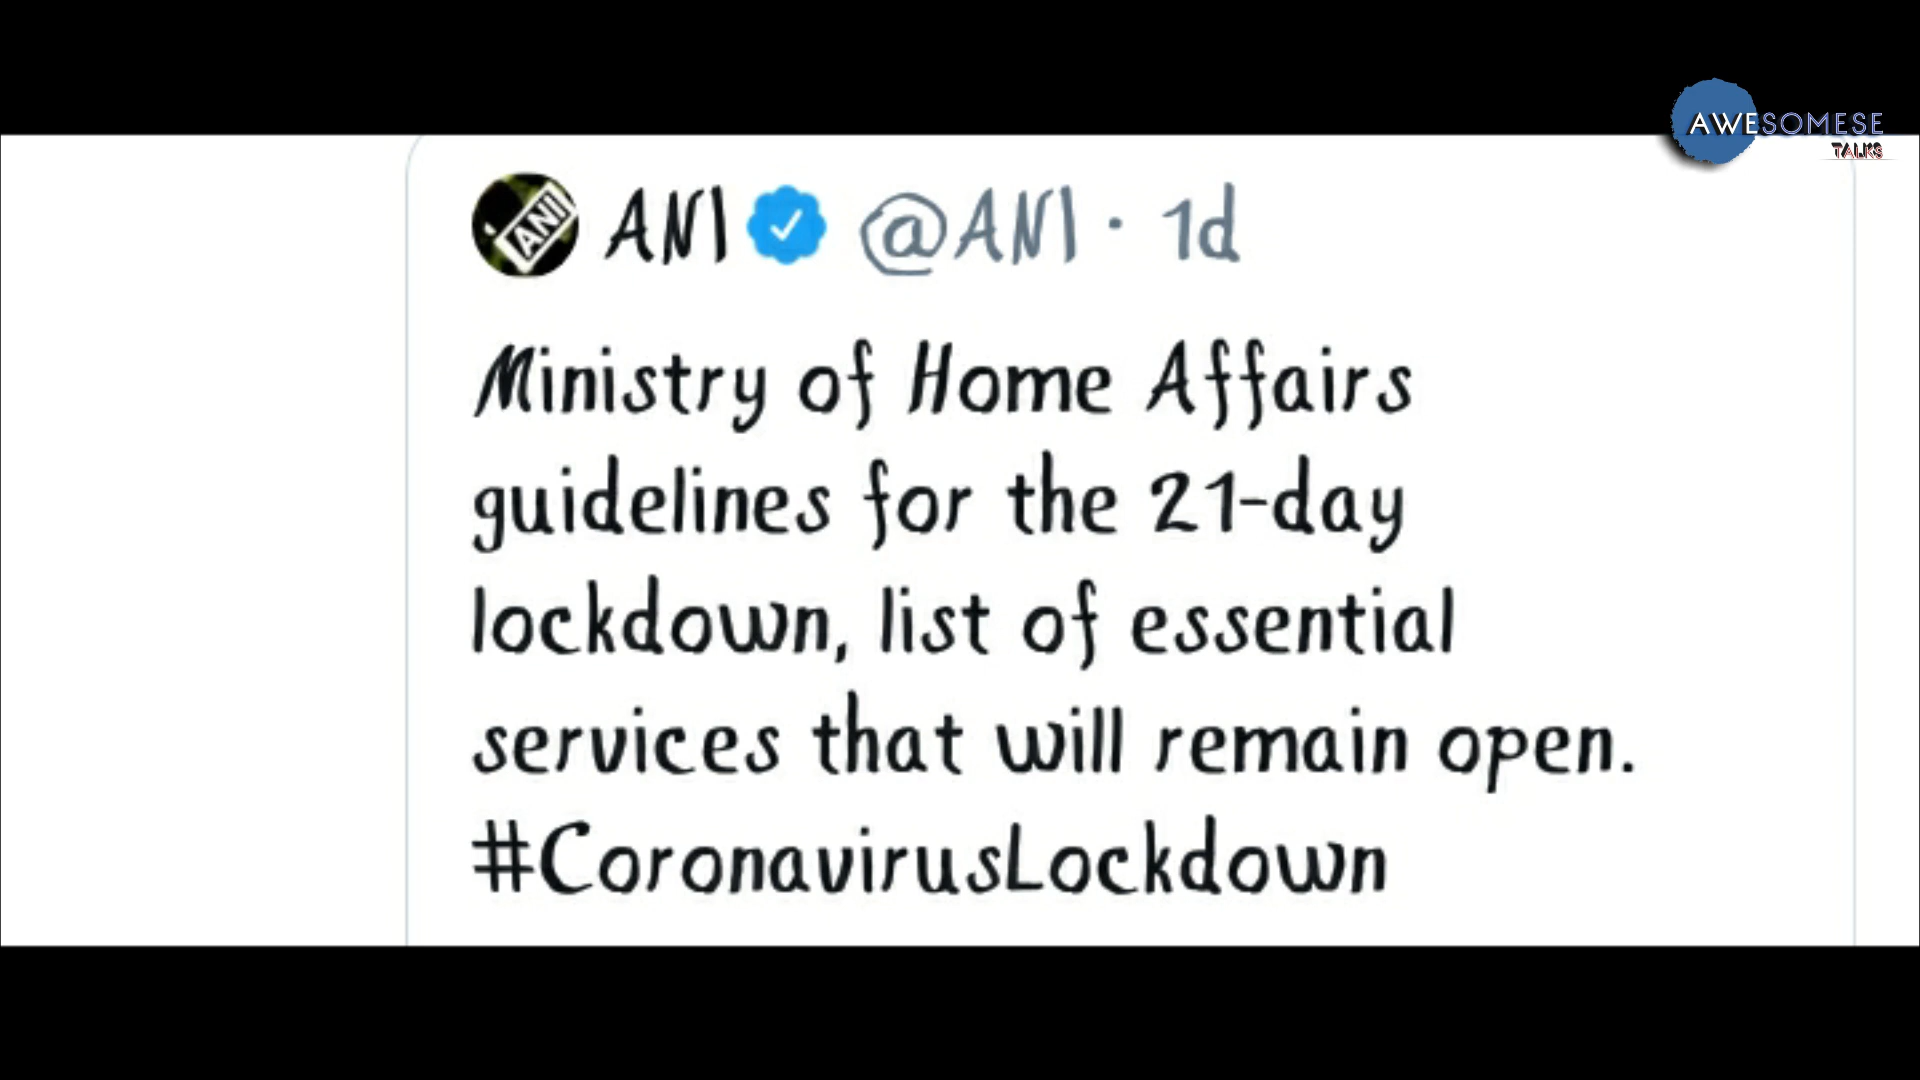 AWESOMESE
TALKS
ANI @ANI · 1d
Ministry of Home Affairs
guidelines for the 21-day
lockdown, list of essential
services that will remain open.
#CoronavirusLockdown